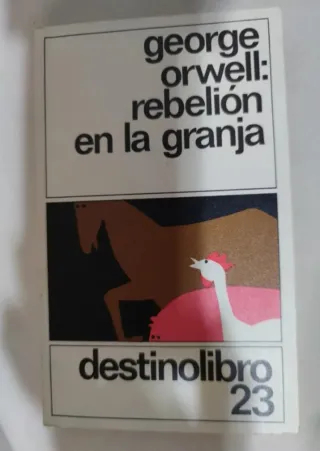 george
orwell:
rebelión
en la granja
destinolibro
23